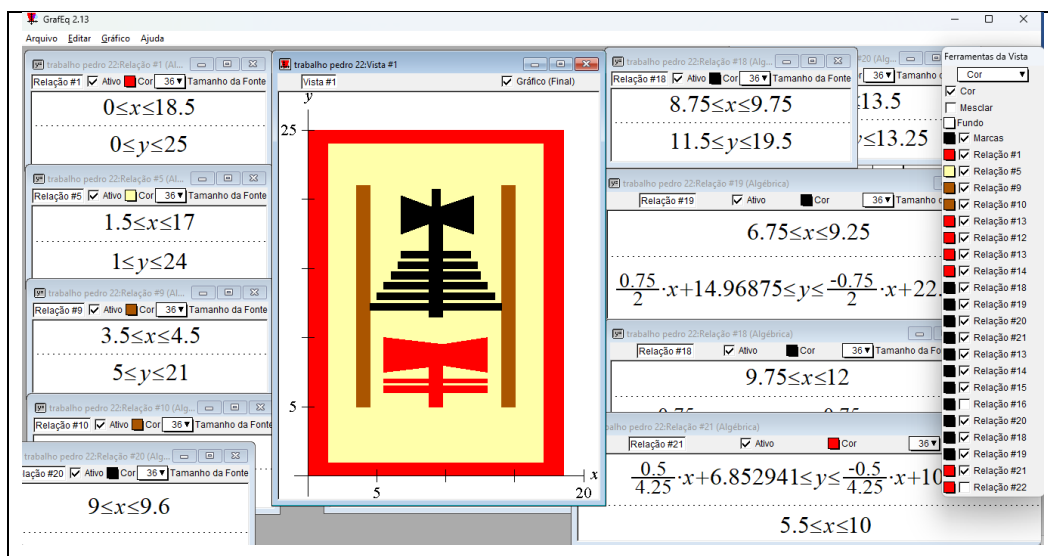 GrafEq 2.13
Arquivo Editar Gráfico Ajuda
trabalho pedro 22:Relação #1 (Al...
Relação #1 Ativo Cor 36 Tamanho da Fonte
0≤x≤18.5
0≤y≤25
trabalho pedro 22:Relação #5 (Al...
Relação #5 Ativo Cor 36 Tamanho da Fonte
1.5≤x≤17
1≤y≤24
trabalho pedro 22:Relação #9 (Al...
Relação #9 Ativo Cor 36 Tamanho da Fonte
3.5≤x≤4.5
5≤y≤21
trabalho pedro 22:Relação #10 (Alg...
Relação #10 Ativo Cor 36 Tamanho da Fonte
trabalho pedro 22:Relação #20 (Alg...
lação #20 Ativo Cor 36 Tamanho da Fonte
9≤x≤9.6
trabalho pedro 22:Vista #1
Vista #1 Gráfico (Final)
y
25
5
x
5 20
trabalho pedro 22:Relação #18 (Alg...
Relação #18 Ativo Cor 36 Tamanho da Fonte
8.75≤x≤9.75
11.5≤y≤19.5
#20 (Alg...
36 Tamanho
13.5
y≤13.25
trabalho pedro 22:Relação #19 (Algébrica)
Relação #19 Ativo Cor 36 Tamanho
6.75≤x≤9.25
0.75/2·x+14.96875≤y≤-0.75/2·x+22.
trabalho pedro 22:Relação #18 (Algébrica)
Relação #18 Ativo Cor 36 Tamanho da Fo
9.75≤x≤12
0.75 0.75
balho pedro 22:Relação #21 (Algébrica)
Relação #21 Ativo Cor 36
0.5/4.25·x+6.852941≤y≤-0.5/4.25·x+10
5.5≤x≤10
Ferramentas da Vista
Cor
Cor
Mesclar
Fundo
Marcas
Relação #1
Relação #5
Relação #9
Relação #10
Relação #13
Relação #12
Relação #13
Relação #14
Relação #18
Relação #19
Relação #20
Relação #21
Relação #13
Relação #14
Relação #15
Relação #16
Relação #20
Relação #18
Relação #19
Relação #21
Relação #22